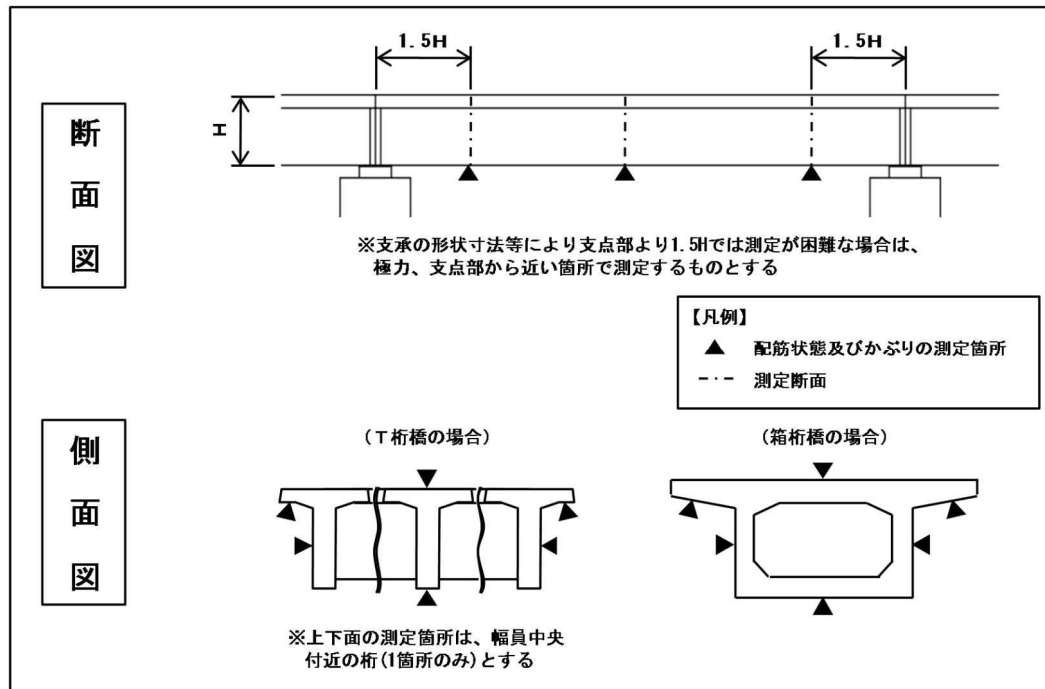 断面図
1.5H
1.5H
H
※支承の形状寸法等により支点部より1.5Hでは測定が困難な場合は、
極力、支点部から近い箇所で測定するものとする
【凡例】
▲ 配筋状態及びかぶりの測定箇所
測定断面
側面図
(T桁橋の場合)
(箱桁橋の場合)
※上下面の測定箇所は、幅員中央
付近の桁(1箇所のみ)とする